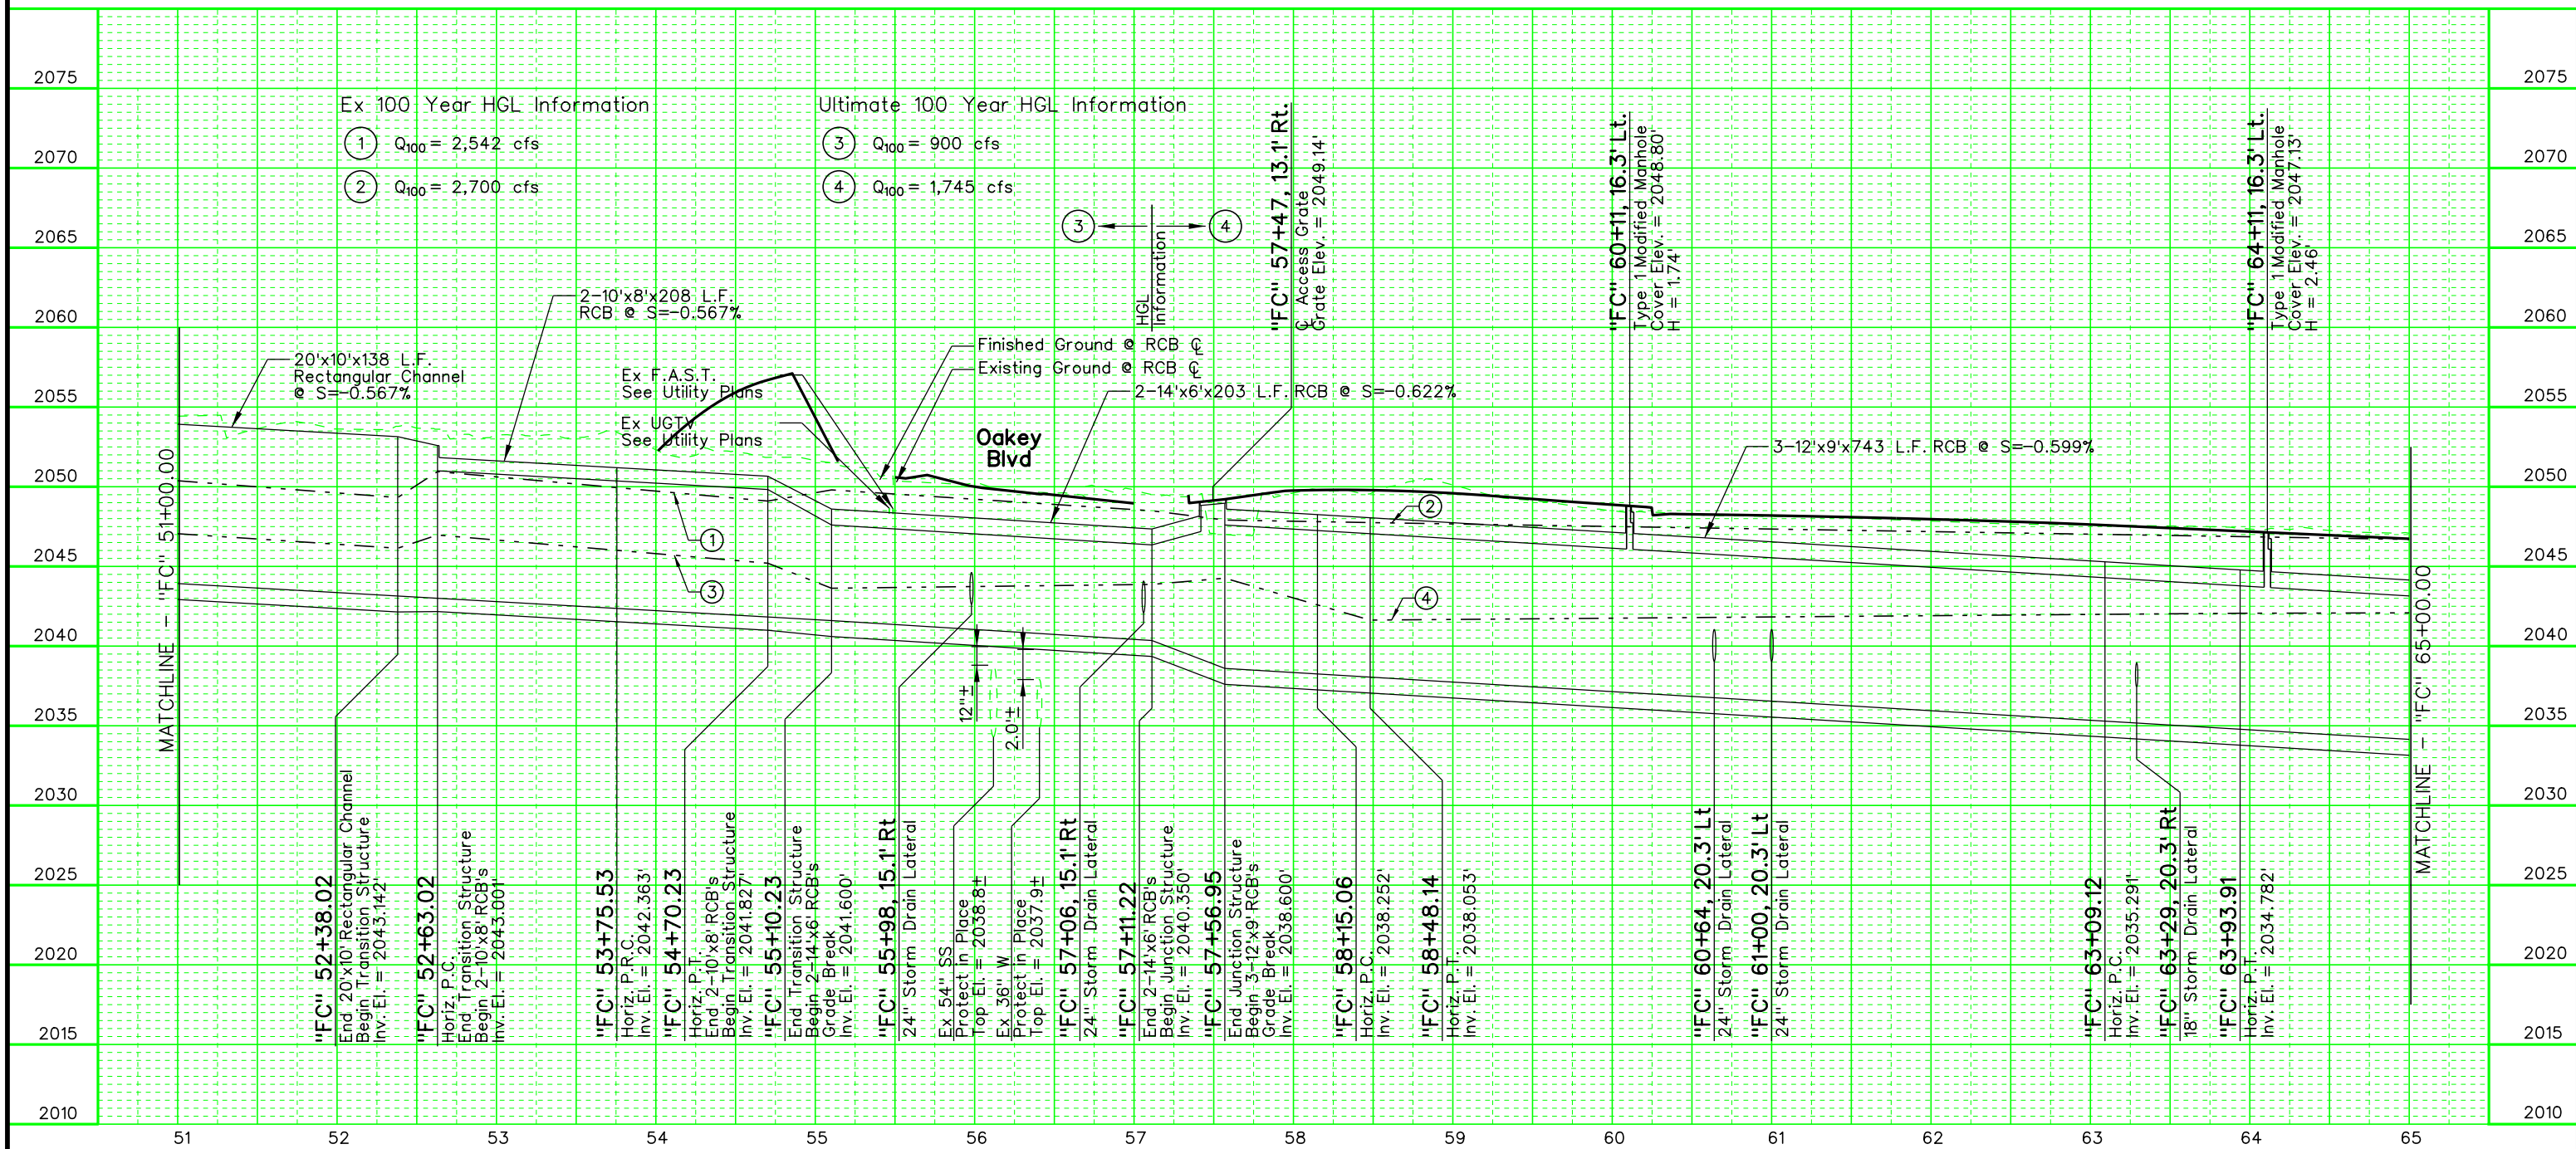 2075
2070
2065
2060
2055
2050
2045
2040
2035
2030
2025
2020
2015
2010
Ex 100 Year HGL Information
1 Q100 = 2,542 cfs
2 Q100 = 2,700 cfs
Ultimate 100 Year HGL Information
3 Q100 = 900 cfs
4 Q100 = 1,745 cfs
3
4
HGL
Information
"FC" 57+47, 13.1' Rt.
℄ Access Grate
Grate Elev. = 2049.14'
"FC" 60+11, 16.3' Lt.
Type 1 Modified Manhole
Cover Elev. = 2048.80'
H = 1.74'
"FC" 64+11, 16.3' Lt.
Type 1 Modified Manhole
Cover Elev. = 2047.13'
H = 2.46'
2-10'x8'x208 L.F.
RCB @ S=-0.567%
20'x10'x138 L.F.
Rectangular Channel
@ S=-0.567%
Ex F.A.S.T.
See Utility Plans
Ex UGTV
See Utility Plans
Finished Ground @ RCB ℄
Existing Ground @ RCB ℄
2-14'x6'x203 L.F. RCB @ S=-0.622%
Oakey
Blvd
3-12'x9'x743 L.F. RCB @ S=-0.599%
1
2
3
4
MATCHLINE - "FC" 51+00.00
MATCHLINE - "FC" 65+00.00
12"±
2.0'±
"FC" 52+38.02
End 20'x10' Rectangular Channel
Begin Transition Structure
Inv. El. = 2043.142'
"FC" 52+63.02
Horiz. P.C.
End Transition Structure
Begin 2-10'x8' RCB's
Inv. El. = 2043.001'
"FC" 53+75.53
Horiz. P.R.C.
Inv. El. = 2042.363'
"FC" 54+70.23
Horiz. P.T.
End 2-10'x8' RCB's
Begin Transition Structure
Inv. El. = 2041.827'
"FC" 55+10.23
End Transition Structure
Begin 2-14'x6' RCB's
Grade Break
Inv. El. = 2041.600'
"FC" 55+98, 15.1' Rt
24" Storm Drain Lateral
Ex 54" SS
Protect in Place
Top El. = 2038.8±
Ex 36" W
Protect in Place
Top El. = 2037.9±
"FC" 57+06, 15.1' Rt
24" Storm Drain Lateral
"FC" 57+11.22
End 2-14'x6' RCB's
Begin Junction Structure
Inv. El. = 2040.350'
"FC" 57+56.95
End Junction Structure
Begin 3-12'x9' RCB's
Grade Break
Inv. El. = 2038.600'
"FC" 58+15.06
Horiz. P.C.
Inv. El. = 2038.252'
"FC" 58+48.14
Horiz. P.T.
Inv. El. = 2038.053'
"FC" 60+64, 20.3' Lt
24" Storm Drain Lateral
"FC" 61+00, 20.3' Lt
24" Storm Drain Lateral
"FC" 63+09.12
Horiz. P.C.
Inv. El. = 2035.291'
"FC" 63+29, 20.3' Rt
18" Storm Drain Lateral
"FC" 63+93.91
Horiz. P.T.
Inv. El. = 2034.782'
2075
2070
2065
2060
2055
2050
2045
2040
2035
2030
2025
2020
2015
2010
51 52 53 54 55 56 57 58 59 60 61 62 63 64 65